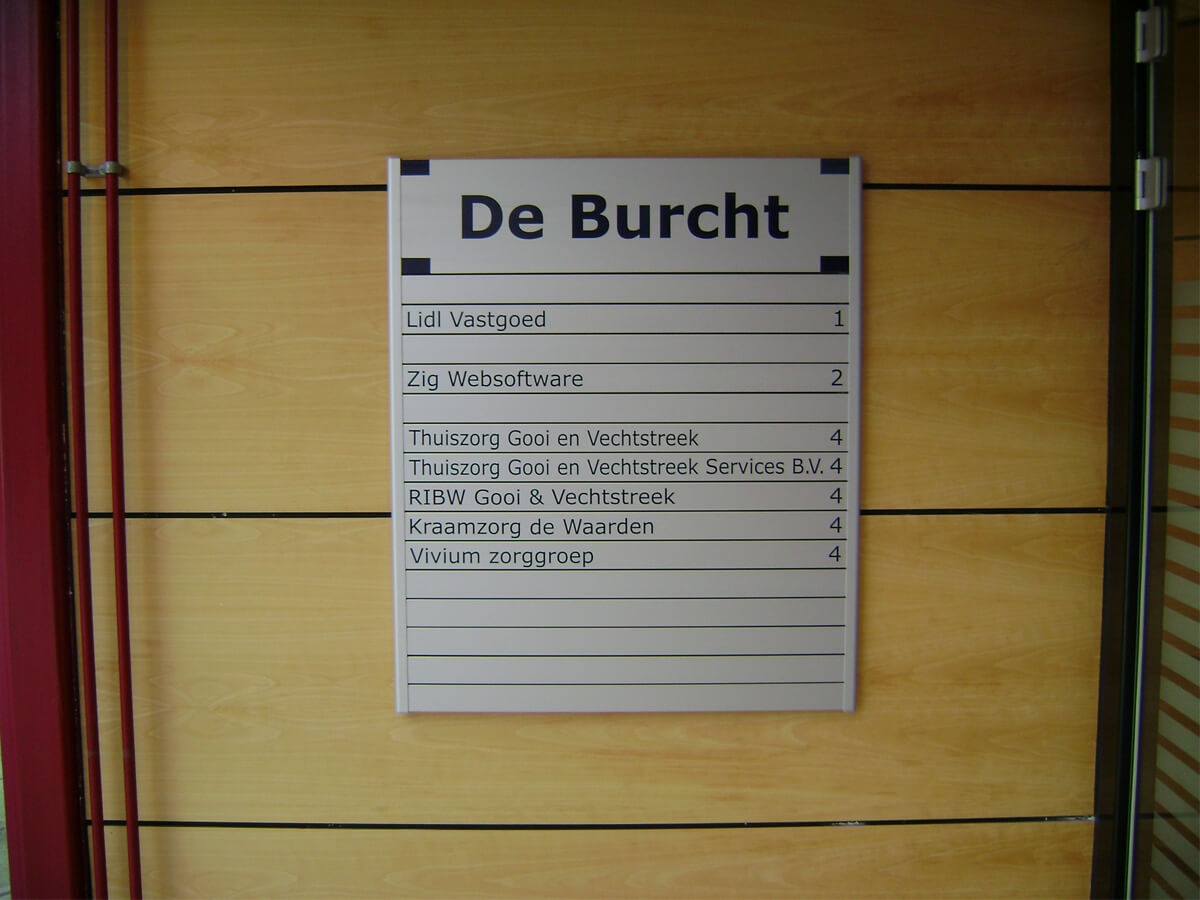 De Burcht
Lidl Vastgoed 1
Zig Websoftware 2
Thuiszorg Gooi en Vechtstreek 4
Thuiszorg Gooi en Vechtstreek Services B.V. 4
RIBW Gooi & Vechtstreek 4
Kraamzorg de Waarden 4
Vivium zorggroep 4